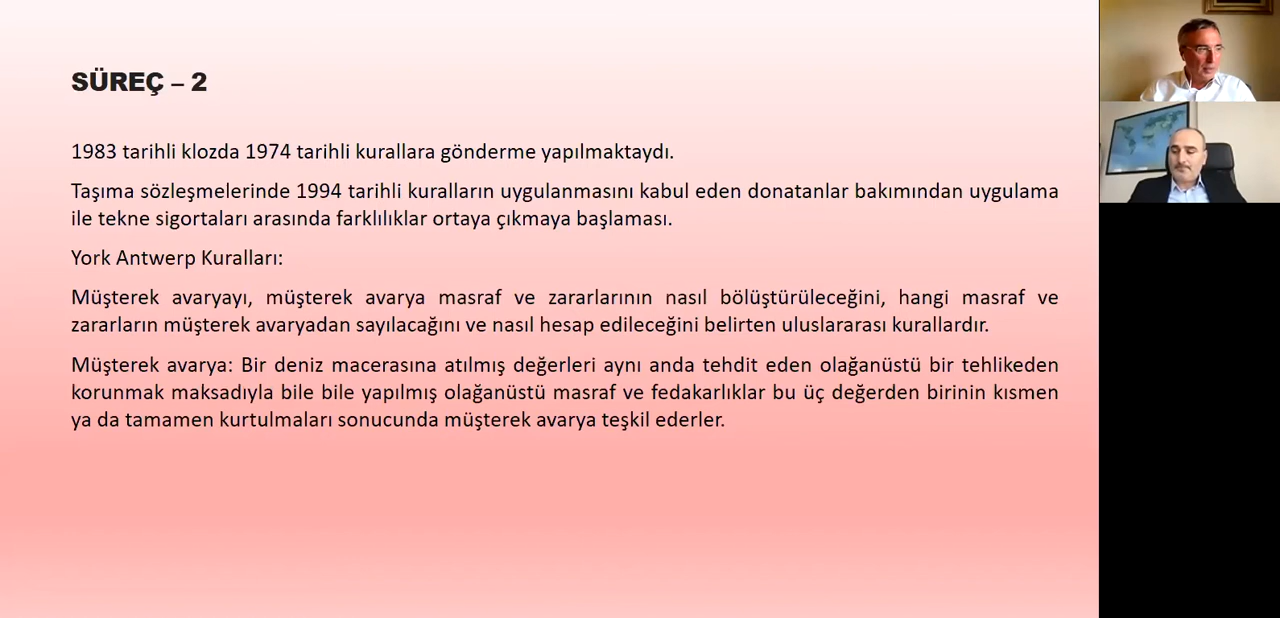 SÜREÇ – 2
1983 tarihli klozda 1974 tarihli kurallara gönderme yapılmaktaydı.
Taşıma sözleşmelerinde 1994 tarihli kuralların uygulanmasını kabul eden donatanlar bakımından uygulama
ile tekne sigortaları arasında farklılıklar ortaya çıkmaya başlaması.
York Antwerp Kuralları:
Müşterek avaryayı, müşterek avarya masraf ve zararlarının nasıl bölüştürüleceğini, hangi masraf ve
zararların müşterek avaryadan sayılacağını ve nasıl hesap edileceğini belirten uluslararası kurallardır.
Müşterek avarya: Bir deniz macerasına atılmış değerleri aynı anda tehdit eden olağanüstü bir tehlikeden
korunmak maksadıyla bile bile yapılmış olağanüstü masraf ve fedakarlıklar bu üç değerden birinin kısmen
ya da tamamen kurtulmaları sonucunda müşterek avarya teşkil ederler.